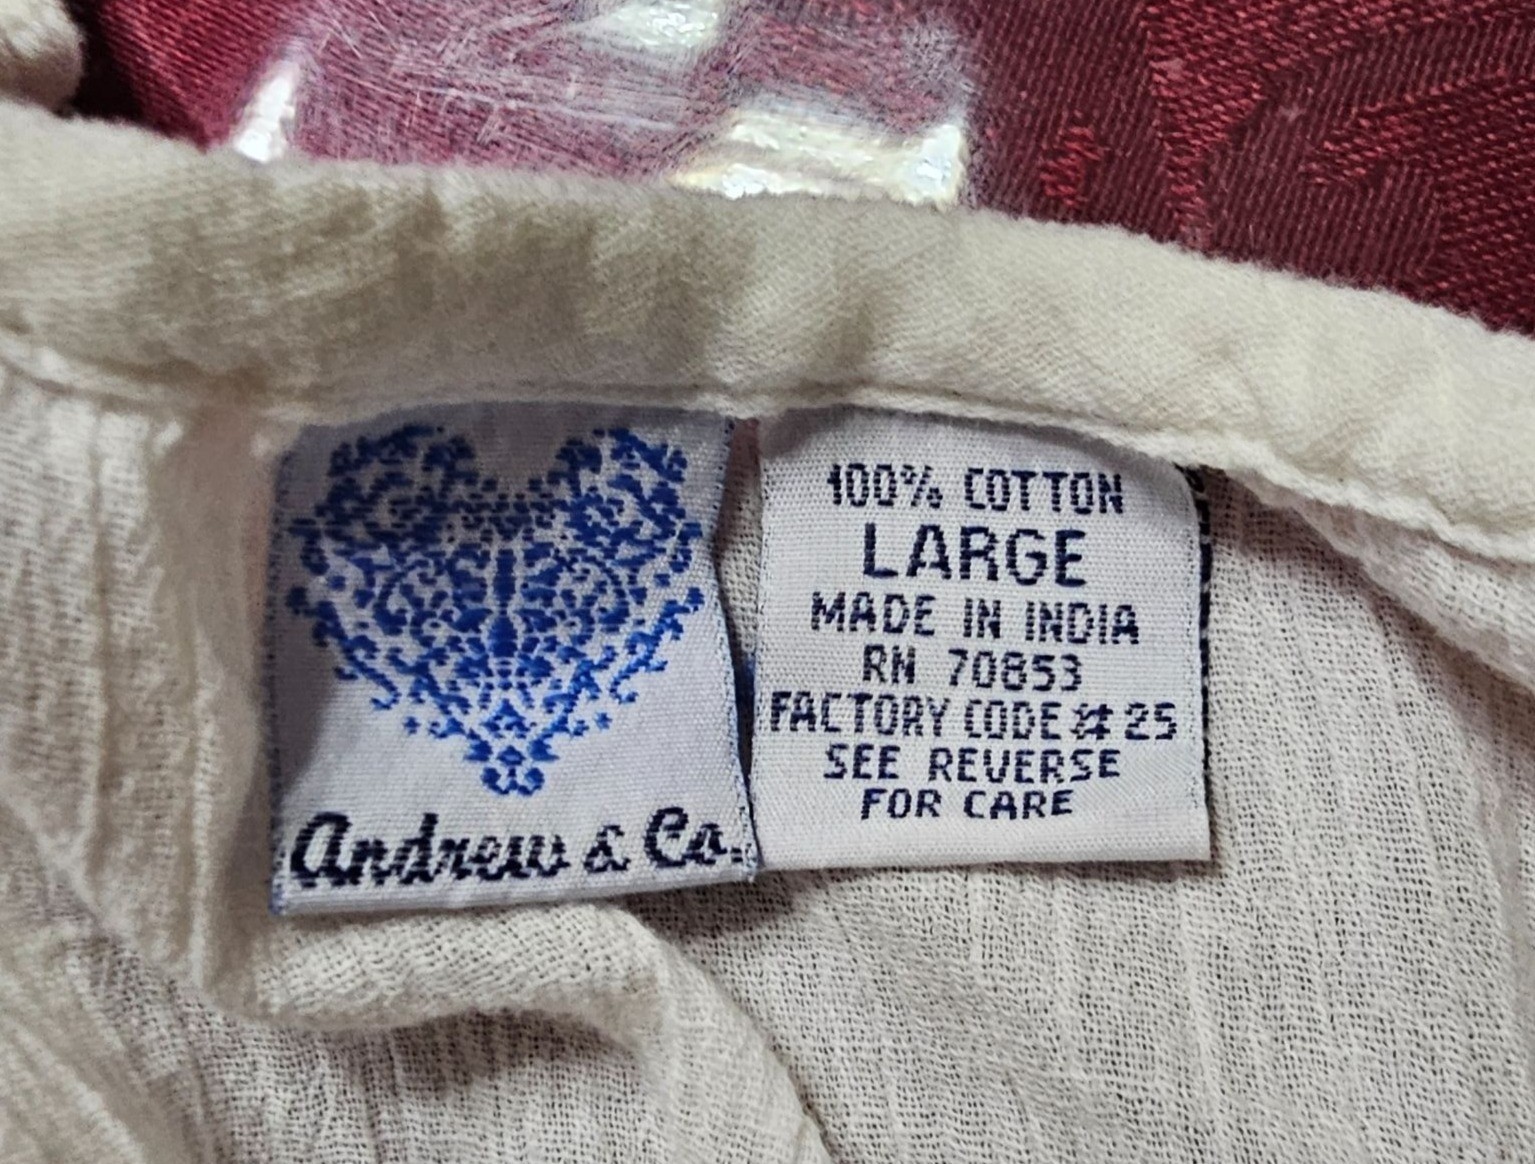 Andrew & Co.
100% COTTON
LARGE
MADE IN INDIA
RN 70853
FACTORY CODE # 25
SEE REVERSE
FOR CARE